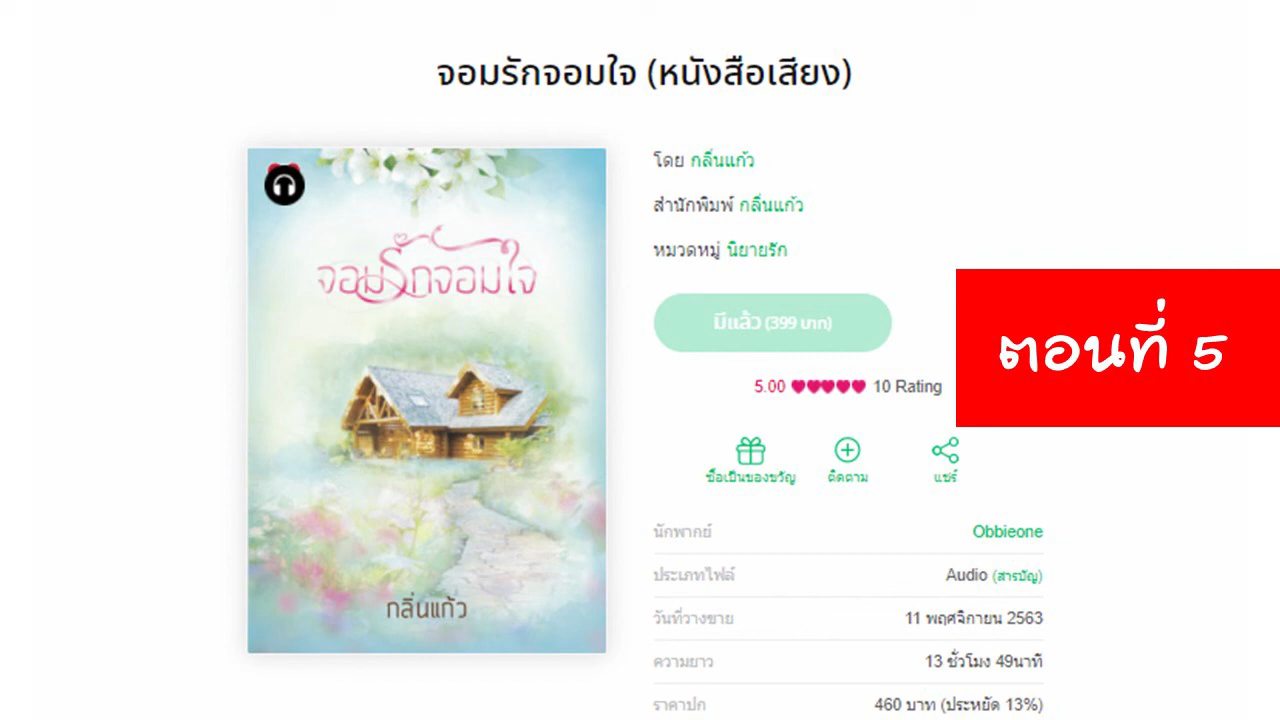 จอมรักจอมใจ (หนังสือเสียง)
จอมรักจอมใจ
กลิ่นแก้ว
โดย กลิ่นแก้ว
สำนักพิมพ์ กลิ่นแก้ว
หมวดหมู่ นิยายรัก
มีแล้ว (399 บาท)
5.00 10 Rating
ซื้อเป็นของขวัญ ติดตาม แชร์
ตอนที่ 5
นักพากย์ Obbieone
ประเภทไฟล์ Audio (สารบัญ)
วันที่วางขาย 11 พฤศจิกายน 2563
ความยาว 13 ชั่วโมง 49นาที
ราคาปก 460 บาท (ประหยัด 13%)